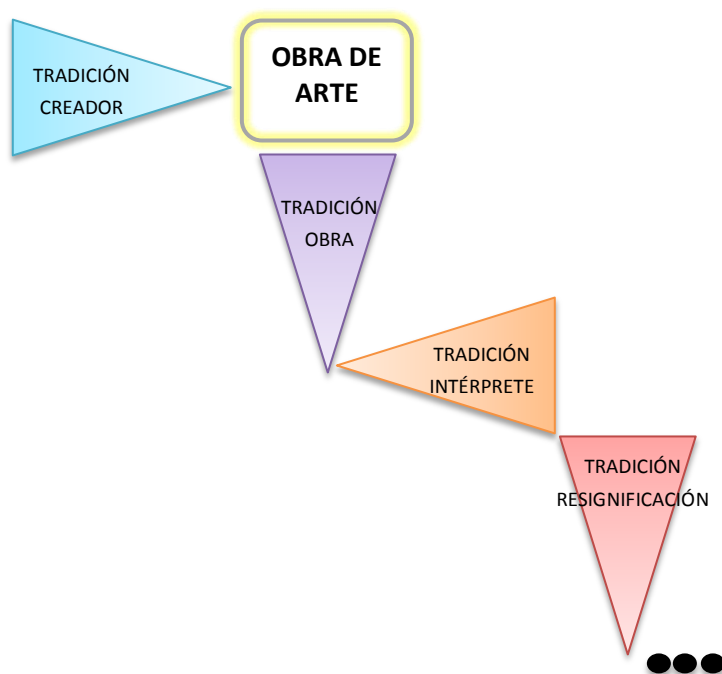 TRADICIÓN
CREADOR
OBRA DE
ARTE
TRADICIÓN
OBRA
TRADICIÓN
INTÉRPRETE
TRADICIÓN
RESIGNIFICACIÓN